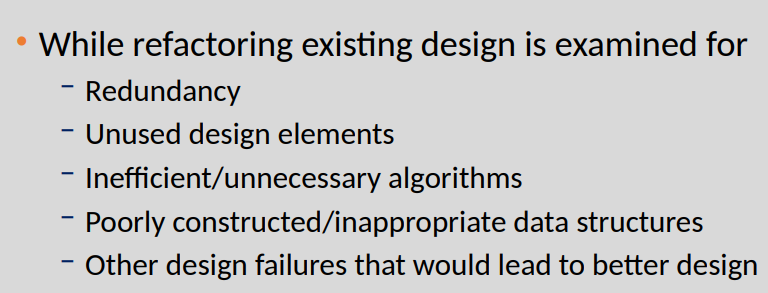 • While refactoring existing design is examined for
– Redundancy
– Unused design elements
– Inefficient/unnecessary algorithms
– Poorly constructed/inappropriate data structures
– Other design failures that would lead to better design